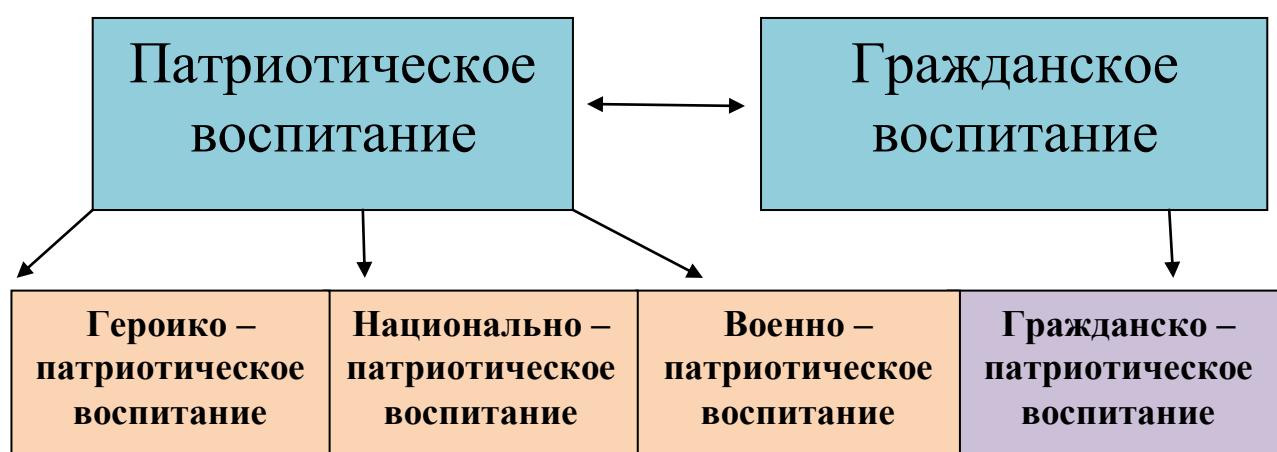 Патриотическое
воспитание
Гражданское
воспитание
Героико –
патриотическое
воспитание
Национально –
патриотическое
воспитание
Военно –
патриотическое
воспитание
Гражданско –
патриотическое
воспитание